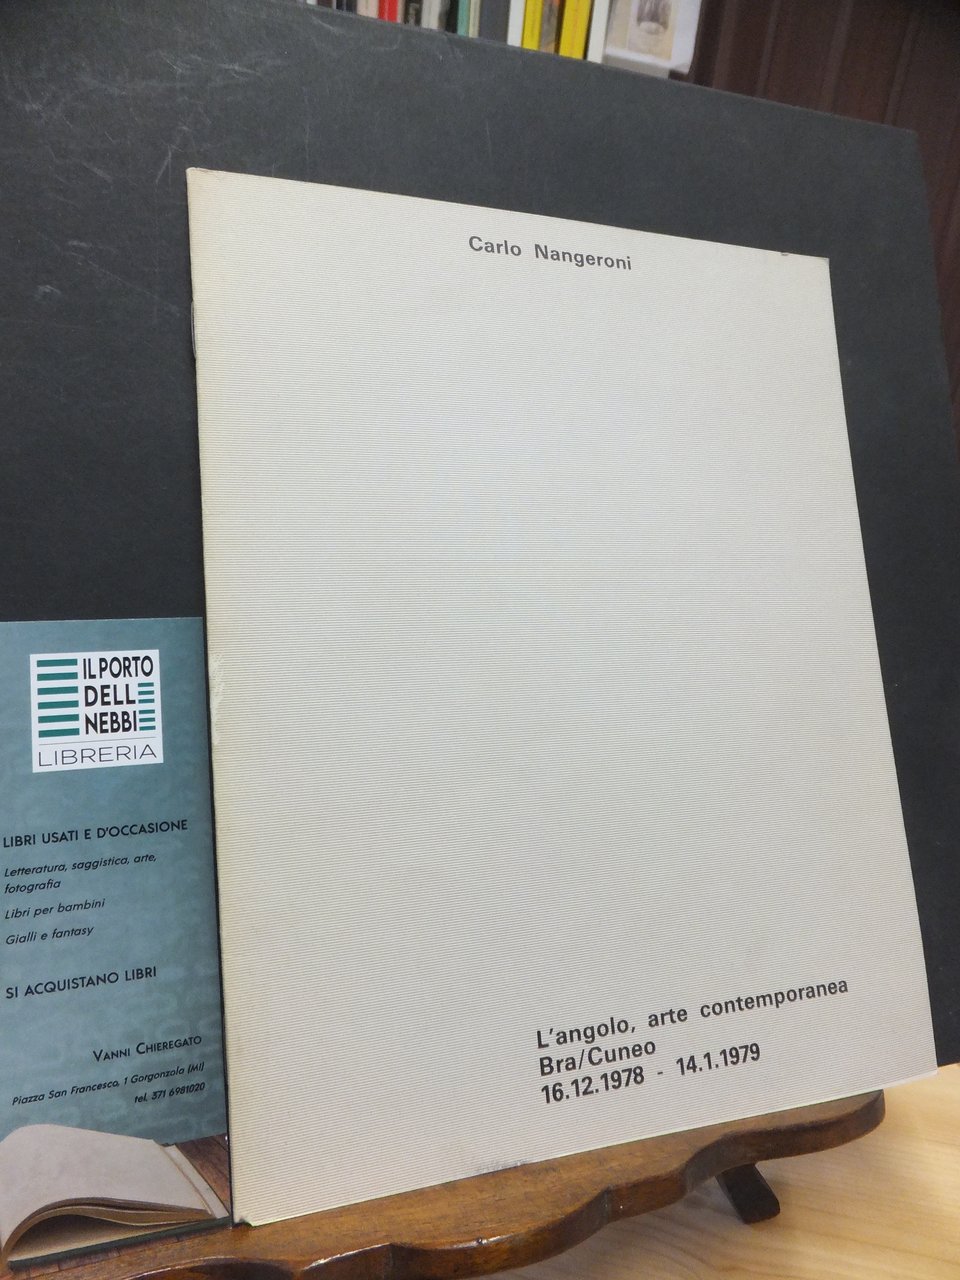 Carlo Nangeroni
L'angolo, arte contemporanea
Bra/Cuneo
16.12.1978 - 14.1.1979
IL PORTO
DELL
NEBBI
LIBRERIA
LIBRI USATI E D'OCCASIONE
Letteratura, saggistica, arte,
fotografia
Libri per bambini
Gialli e fantasy
SI ACQUISTANO LIBRI
VANNI CHIEREGATO
Piazza San Francesco, 1 Gorgonzola (MI)
tel. 371 6981020